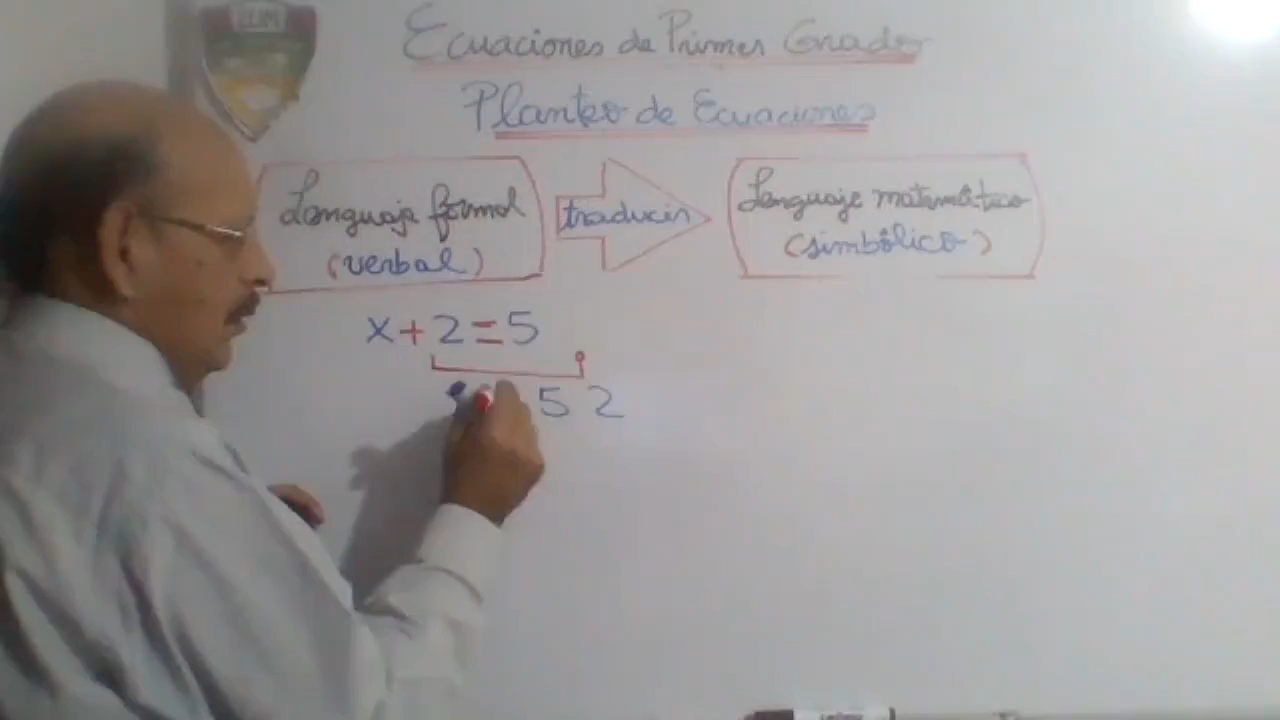 Ecuaciones de Primer Grado
Planteo de Ecuaciones
Lenguaje formal
(verbal)
traducir
Lenguaje matemático
(simbólico)
x+2=5
5 2